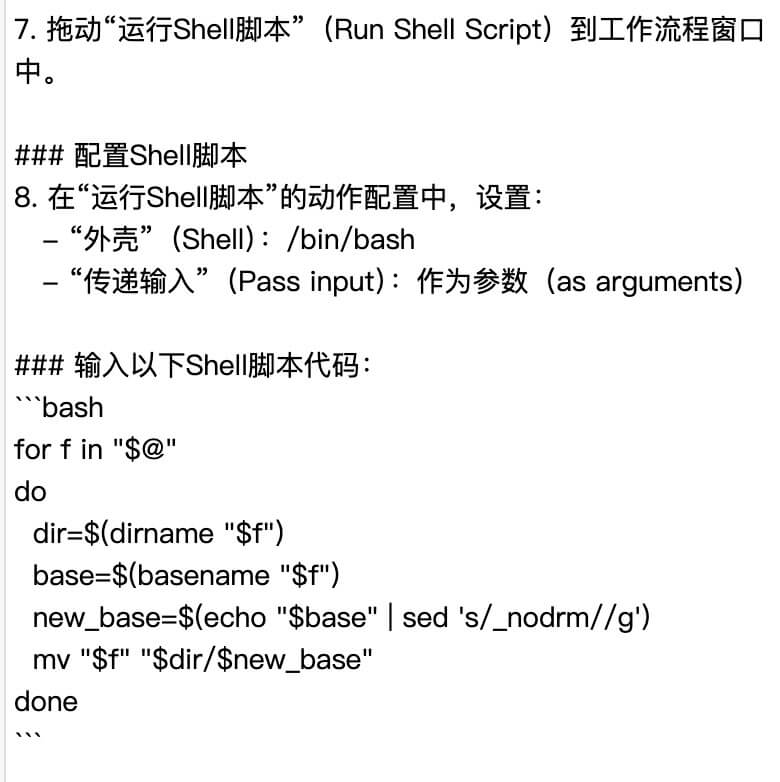 7. 拖动“运行Shell脚本”（Run Shell Script）到工作流程窗口
中。
### 配置Shell脚本
8. 在“运行Shell脚本”的动作配置中，设置：
– “外壳”（Shell）：/bin/bash
– “传递输入”（Pass input）：作为参数（as arguments）
### 输入以下Shell脚本代码：
```bash
for f in "$@"
do
  dir=$(dirname "$f")
  base=$(basename "$f")
  new_base=$(echo "$base" | sed 's/_nodrm//g')
  mv "$f" "$dir/$new_base"
done
```